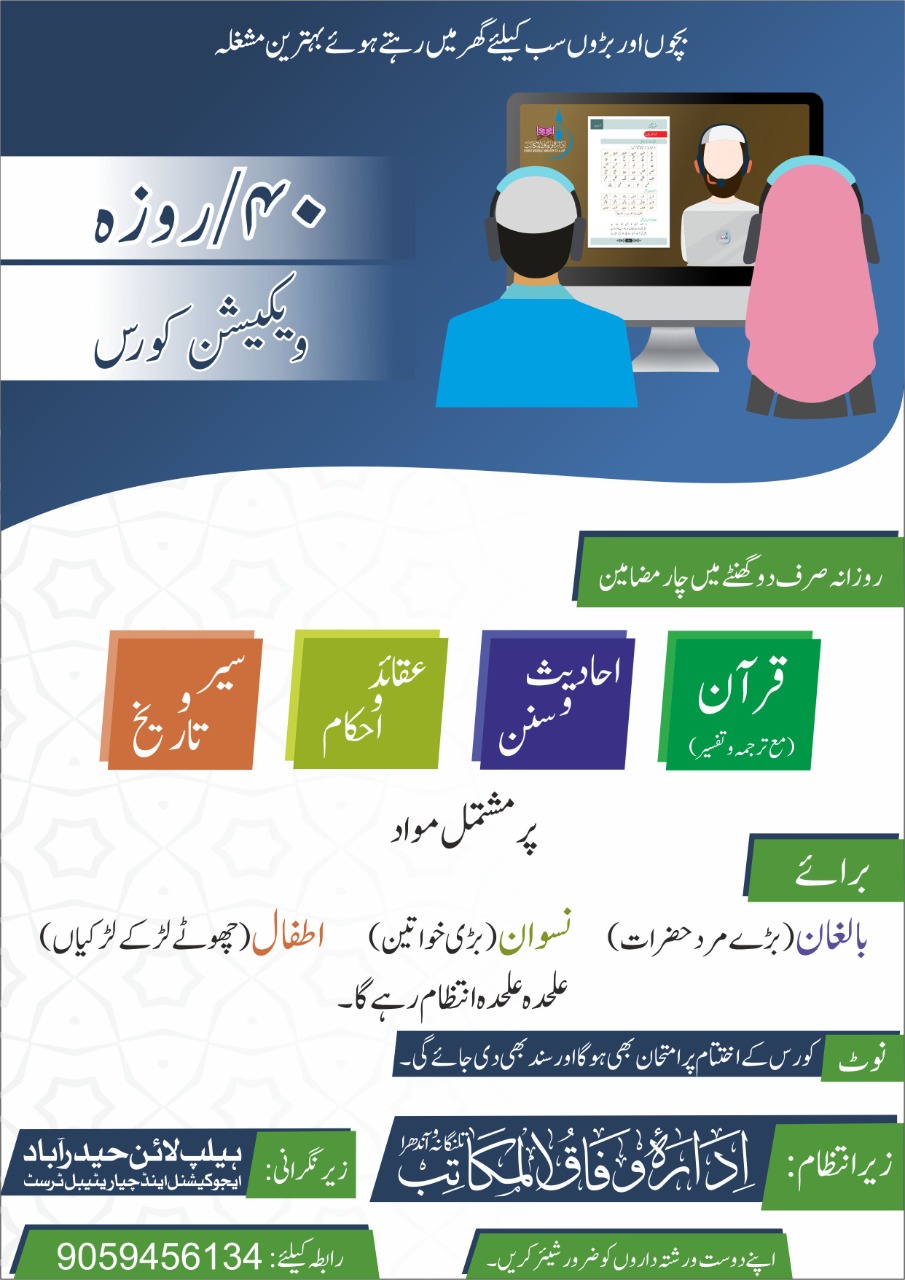 بچوں اور بڑوں سب کیلئے گھر میں رہتے ہوئے بہترین مشغلہ
۴۰/روزہ
ویکیشن کورس
روزانہ صرف دو گھنٹے میں چار مضامین
قرآن
(مع ترجمہ و تفسیر)
احادیث
و
سنن
عقائد
و
احکام
سیر
و
تاریخ
پر مشتمل مواد
برائے
بالغان (بڑے مرد حضرات) نسوان (بڑی خواتین) اطفال (چھوٹے لڑکے لڑکیاں)
علحدہ علحدہ انتظام رہے گا۔
نوٹ کورس کے اختتام پر امتحان بھی ہوگا اور سند بھی دی جائے گی۔
زیر انتظام: ادارہ وفاق المکاتب تلنگانہ و آندھرا
زیر نگرانی: ہیلپ لائن حیدرآباد
ایجوکیشنل اینڈ چیاریٹیبل ٹرسٹ
اپنے دوست و رشتہ داروں کو ضرور شیئر کریں۔
رابطہ کیلئے: 9059456134